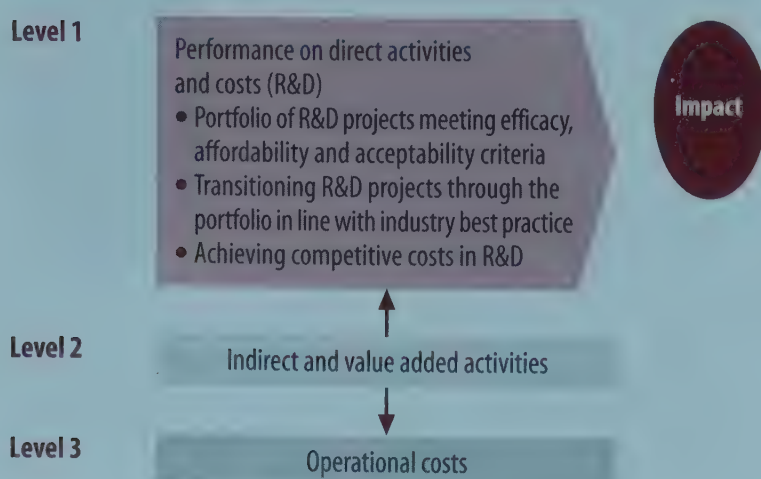 Level 1
Performance on direct activities
and costs (R&D)
• Portfolio of R&D projects meeting efficacy,
affordability and acceptability criteria
• Transitioning R&D projects through the
portfolio in line with industry best practice
• Achieving competitive costs in R&D
Impact
Level 2
Indirect and value added activities
Level 3
Operational costs